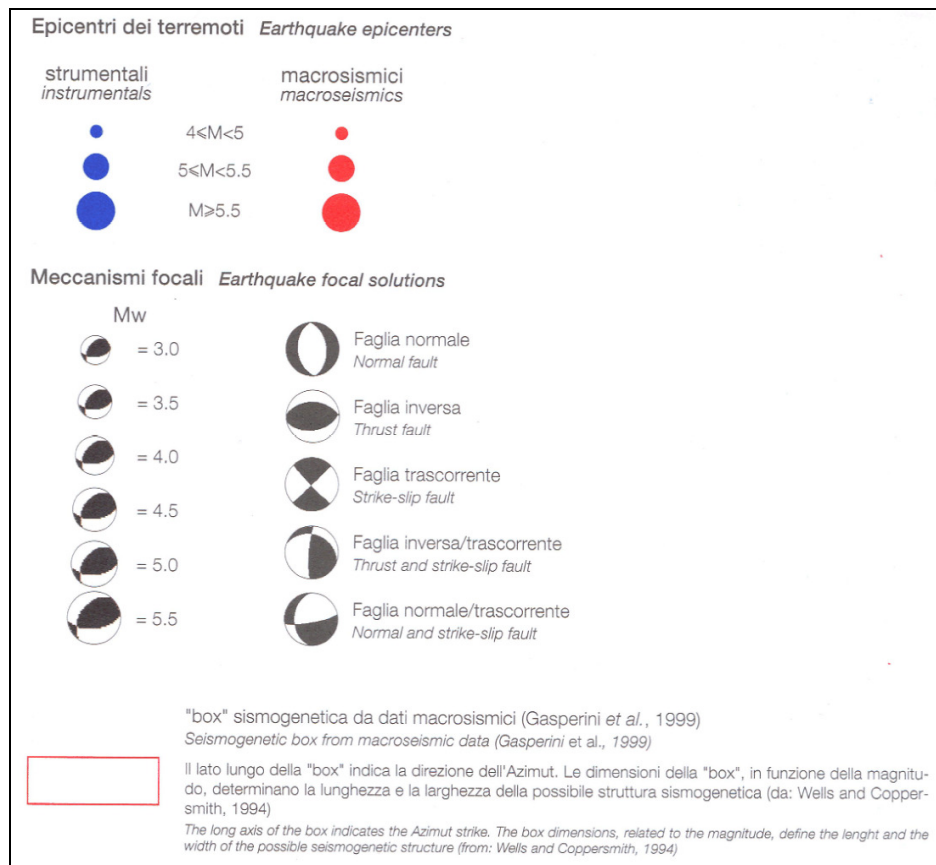 Epicentri dei terremoti Earthquake epicenters
strumentali macrosismici
instrumentals macroseismics
4⩽M<5
5⩽M<5.5
M⩾5.5
Meccanismi focali Earthquake focal solutions
Mw
= 3.0
Faglia normale
Normal fault
= 3.5
Faglia inversa
Thrust fault
= 4.0
Faglia trascorrente
Strike-slip fault
= 4.5
= 5.0
Faglia inversa/trascorrente
Thrust and strike-slip fault
= 5.5
Faglia normale/trascorrente
Normal and strike-slip fault
"box" sismogenetica da dati macrosismici (Gasperini et al., 1999)
Seismogenetic box from macroseismic data (Gasperini et al., 1999)
Il lato lungo della "box" indica la direzione dell'Azimut. Le dimensioni della "box", in funzione della magnitu-
do, determinano la lunghezza e la larghezza della possibile struttura sismogenetica (da: Wells and Copper-
smith, 1994)
The long axis of the box indicates the Azimut strike. The box dimensions, related to the magnitude, define the lenght and the
width of the possible seismogenetic structure (from: Wells and Coppersmith, 1994)